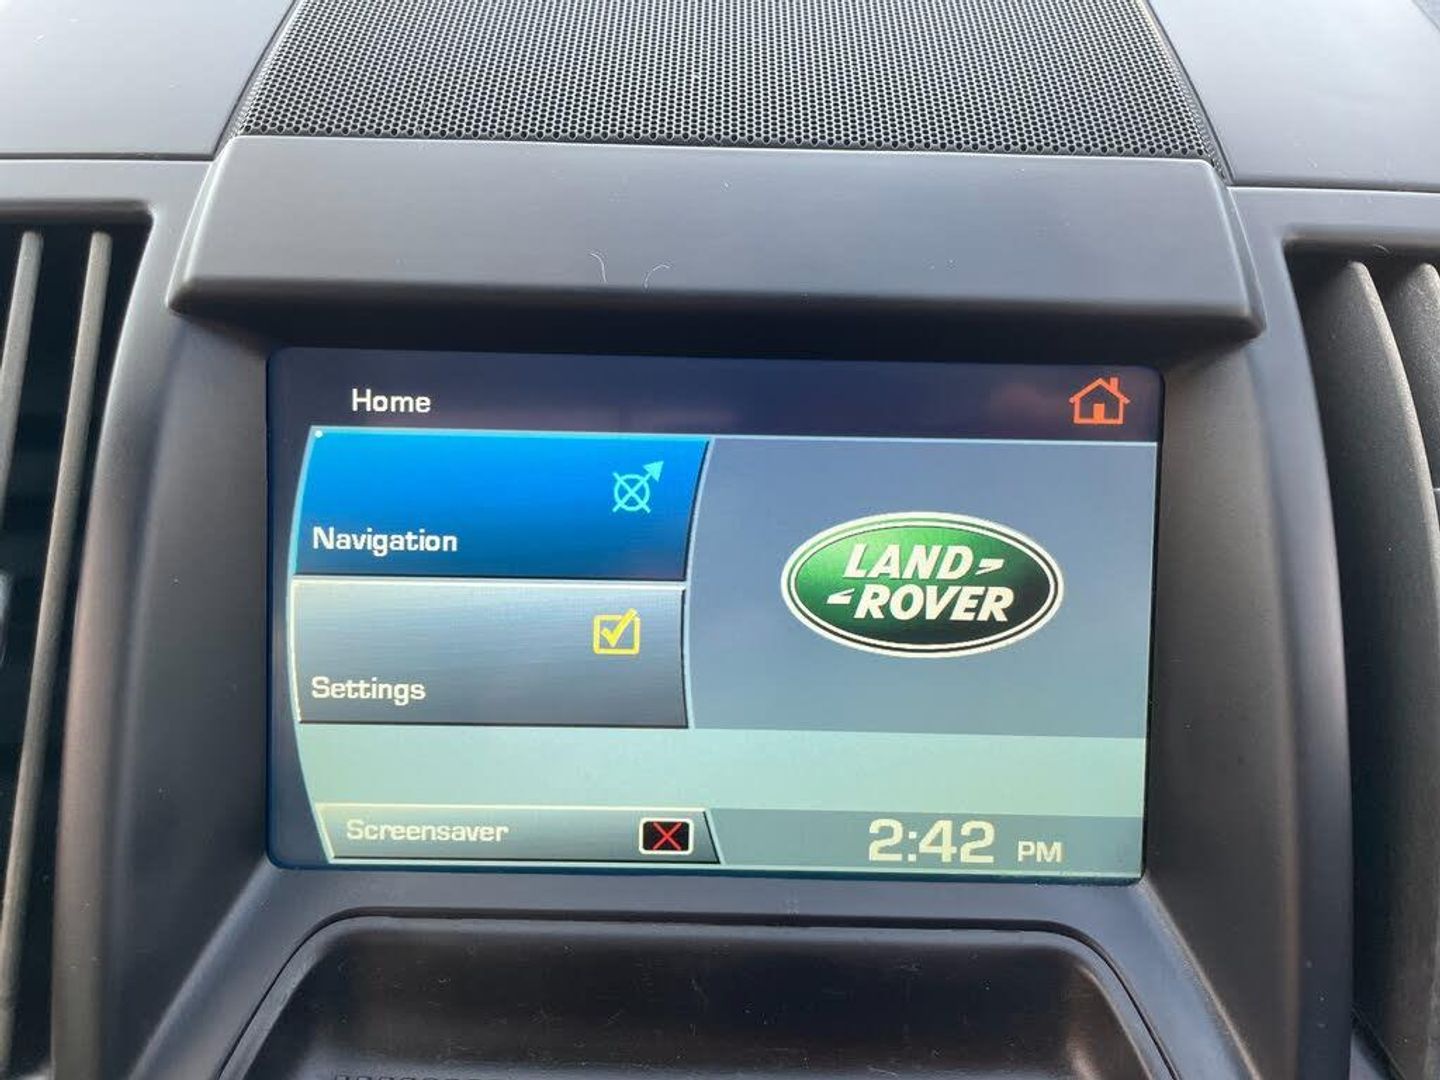 Home
Navigation
LAND
ROVER
Settings
Screensaver
2:42 PM